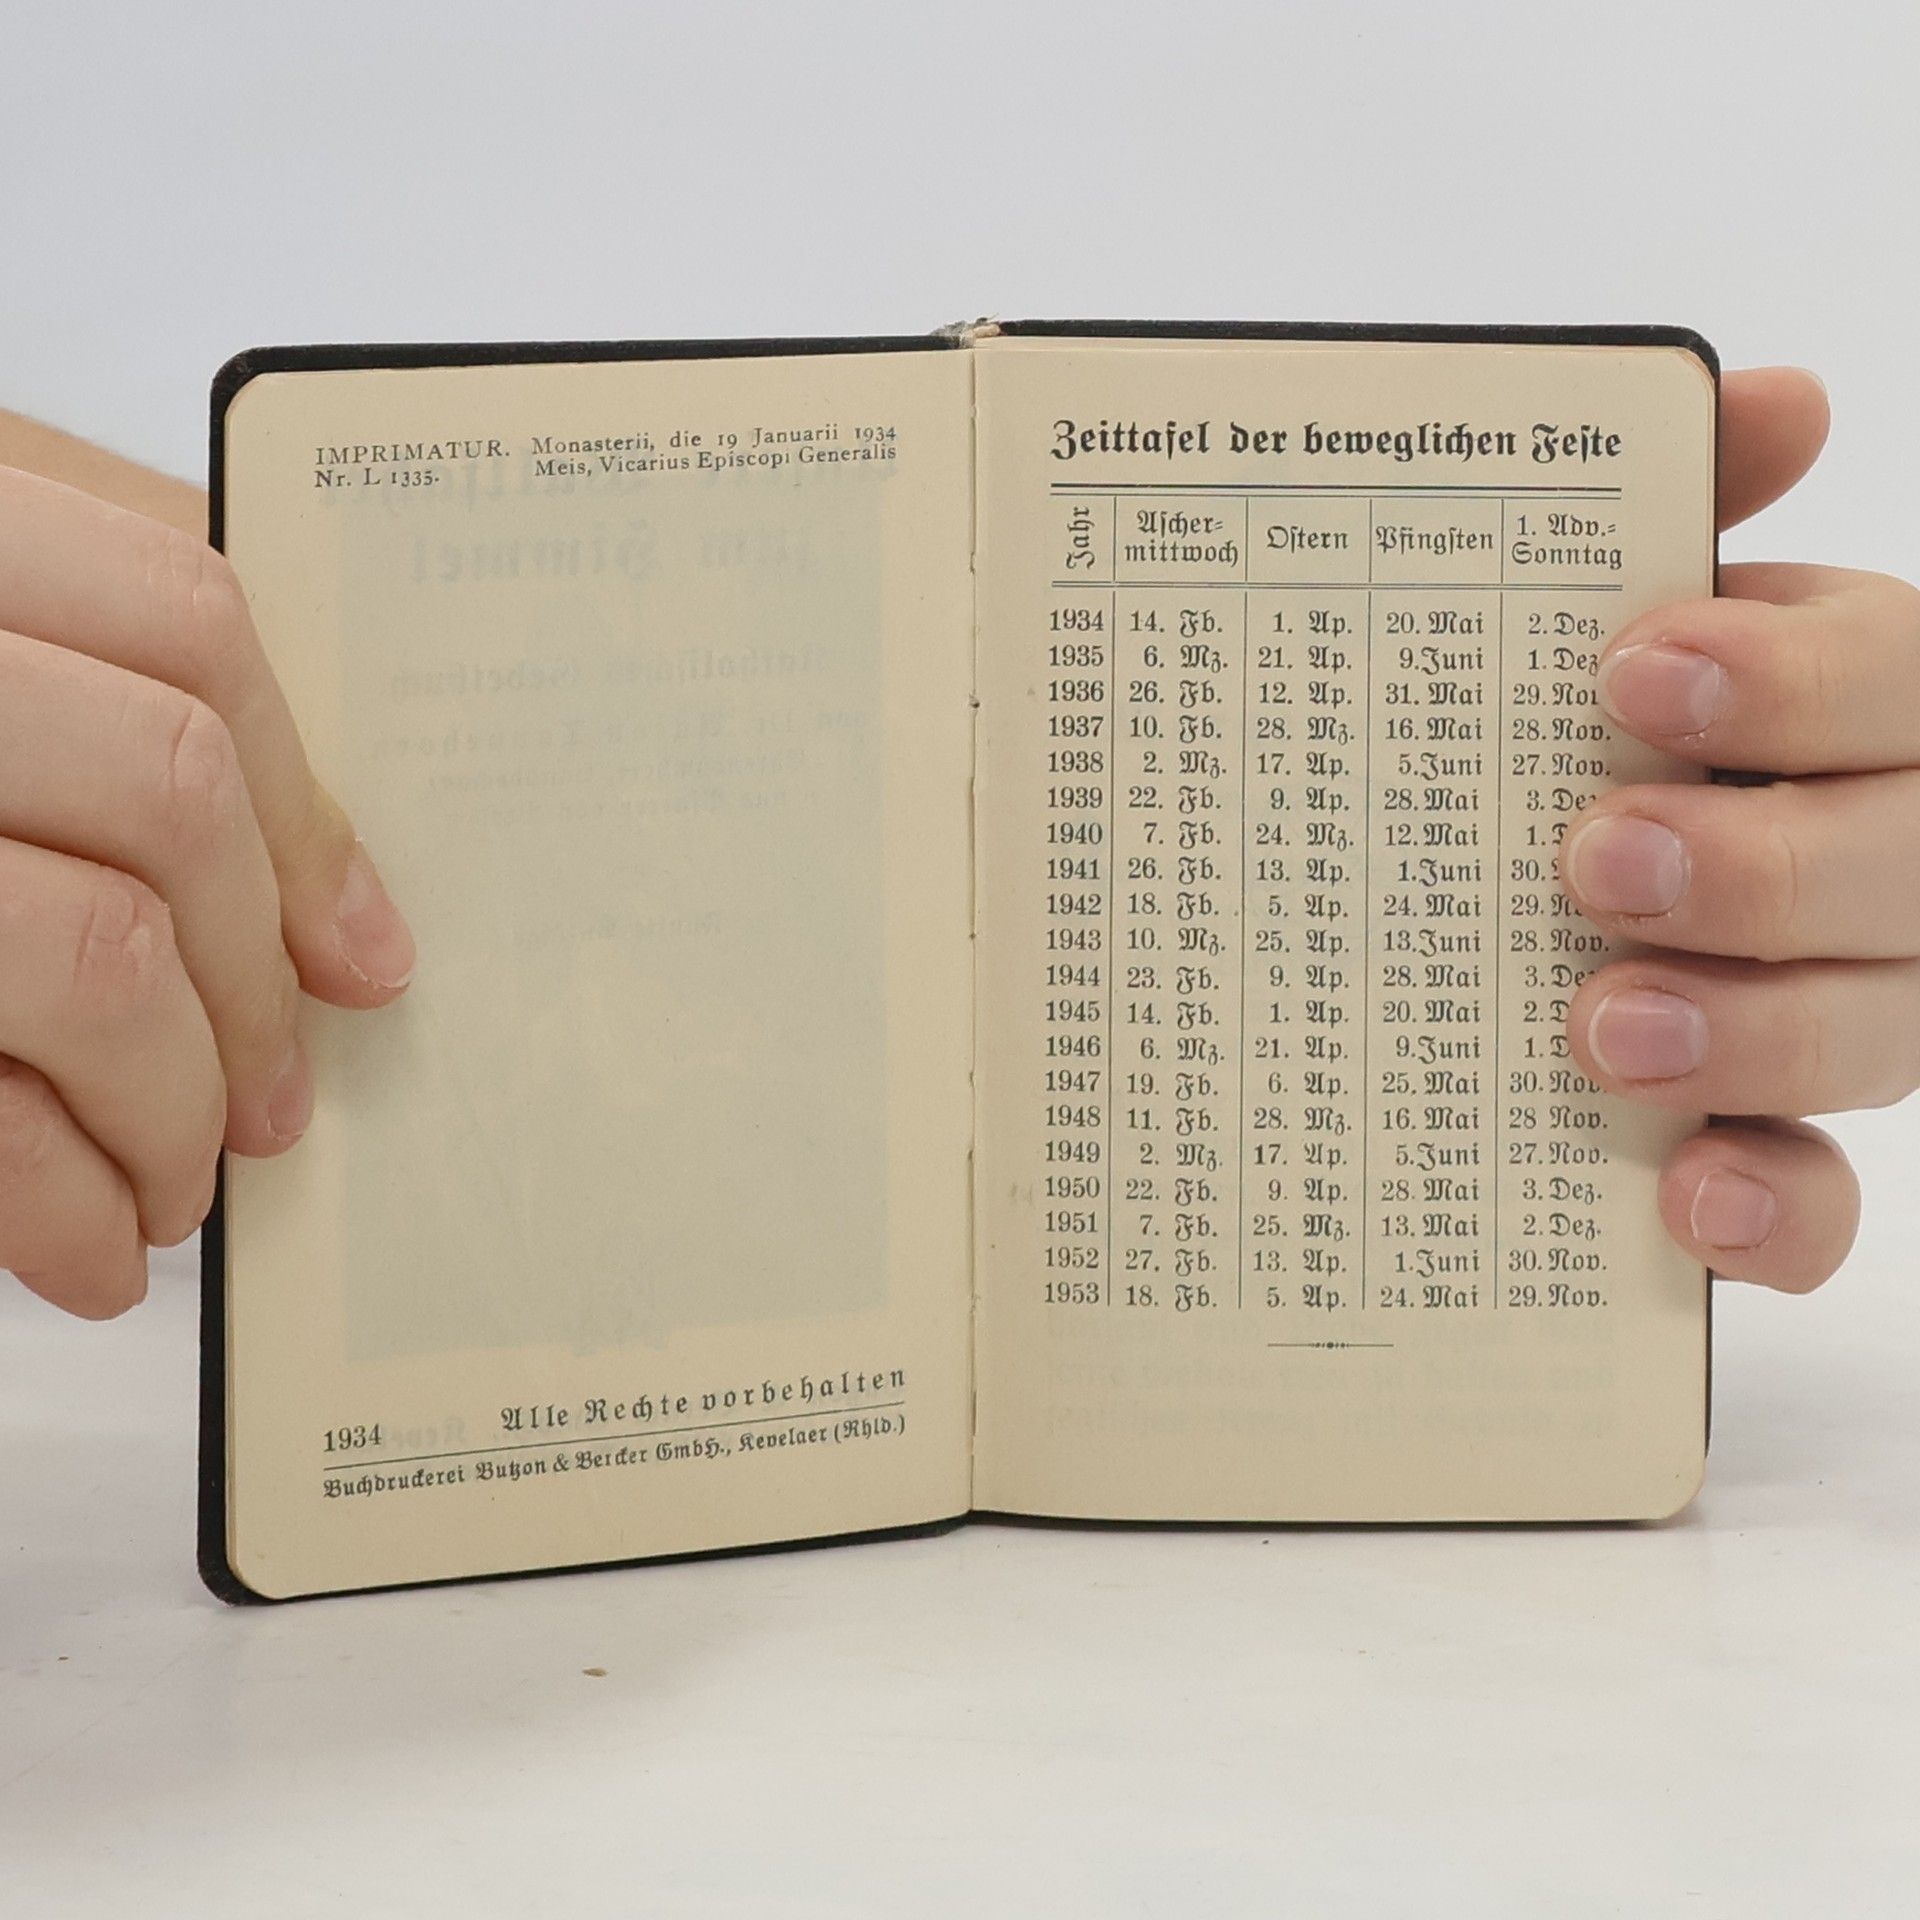 IMPRIMATUR. Monasterii, die 19 Januarii 1934
Nr. L 1335. Meis, Vicarius Episcopi Generalis
1934 Alle Rechte vorbehalten
Buchdruckerei Butzon & Bercker GmbH., Kevelaer (Rhld.)
Zeittafel der beweglichen Feste
Jahr Ascher- mittwoch Ostern Pfingsten 1. Adv.- Sonntag
1934 14. Fb. 1. Ap. 20. Mai 2. Dez.
1935 6. Mz. 21. Ap. 9. Juni 1. Dez
1936 26. Fb. 12. Ap. 31. Mai 29.
1937 10. Fb. 28. Mz. 16. Mai 28. Nov.
1938 2. Mz. 17. Ap. 5. Juni 27. Nov.
1939 22. Fb. 9. Ap. 28. Mai 3.
1940 7. Fb. 24. Mz. 12. Mai 1.
1941 26. Fb. 13. Ap. 1. Juni 30.
1942 18. Fb. 5. Ap. 24. Mai 29.
1943 10. Mz. 25. Ap. 13. Juni 28. Nov.
1944 23. Fb. 9. Ap. 28. Mai 3.
1945 14. Fb. 1. Ap. 20. Mai 2.
1946 6. Mz. 21. Ap. 9. Juni 1.
1947 19. Fb. 6. Ap. 25. Mai 30. Nov.
1948 11. Fb. 28. Mz. 16. Mai 28 Nov.
1949 2. Mz. 17. Ap. 5. Juni 27. Nov.
1950 22. Fb. 9. Ap. 28. Mai 3. Dez.
1951 7. Fb. 25. Mz. 13. Mai 2. Dez.
1952 27. Fb. 13. Ap. 1. Juni 30. Nov.
1953 18. Fb. 5. Ap. 24. Mai 29. Nov.